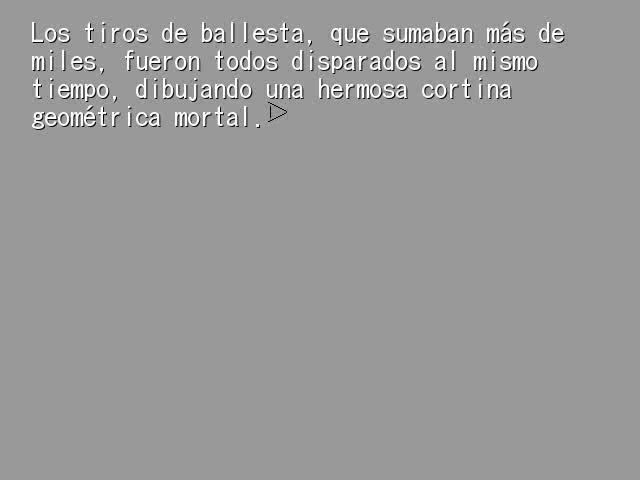 Los tiros de ballesta, que sumaban más de
miles, fueron todos disparados al mismo
tiempo, dibujando una hermosa cortina
geométrica mortal.